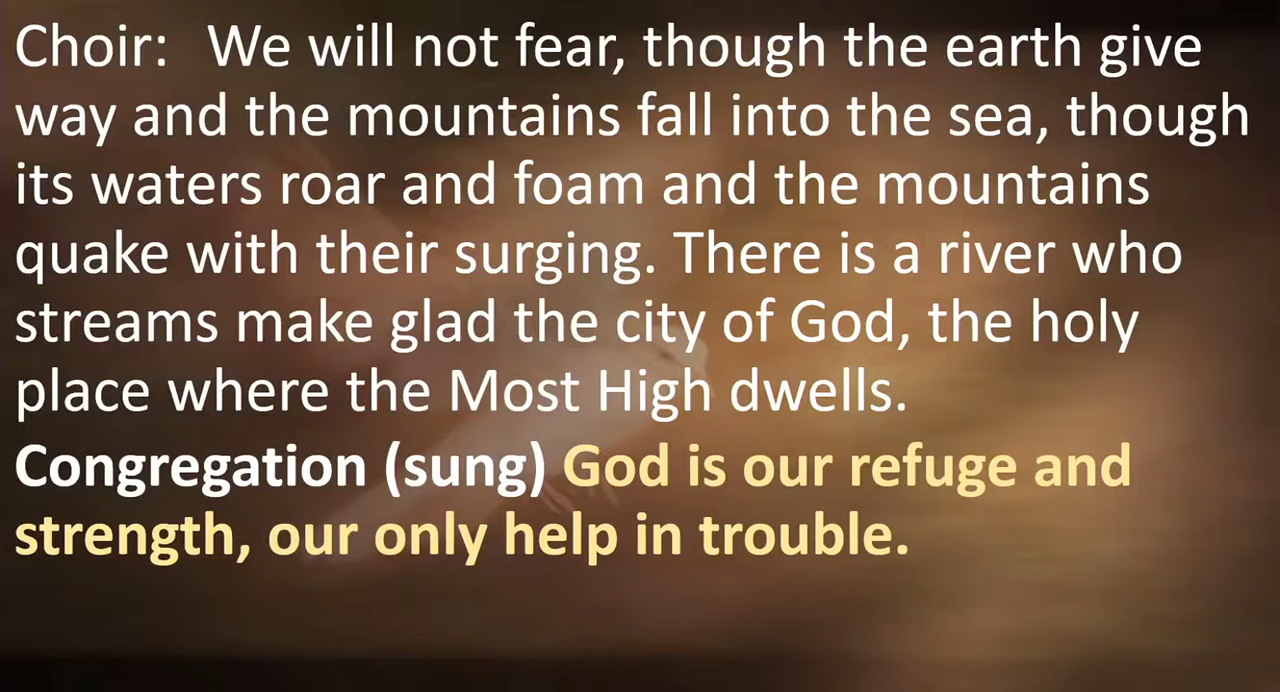 Choir:  We will not fear, though the earth give
way and the mountains fall into the sea, though
its waters roar and foam and the mountains
quake with their surging. There is a river who
streams make glad the city of God, the holy
place where the Most High dwells.
Congregation (sung) God is our refuge and
strength, our only help in trouble.